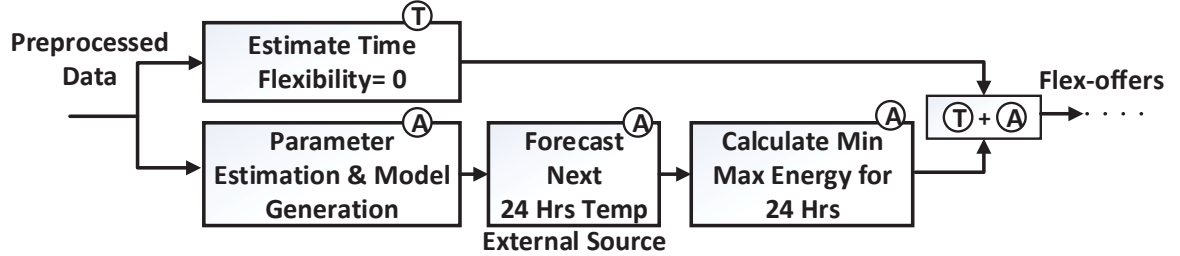 Preprocessed
Data
T
Estimate Time
Flexibility= 0
A
Parameter
Estimation & Model
Generation
A
Forecast
Next
24 Hrs Temp
External Source
A
Calculate Min
Max Energy for
24 Hrs
T + A
Flex-offers
. . . .